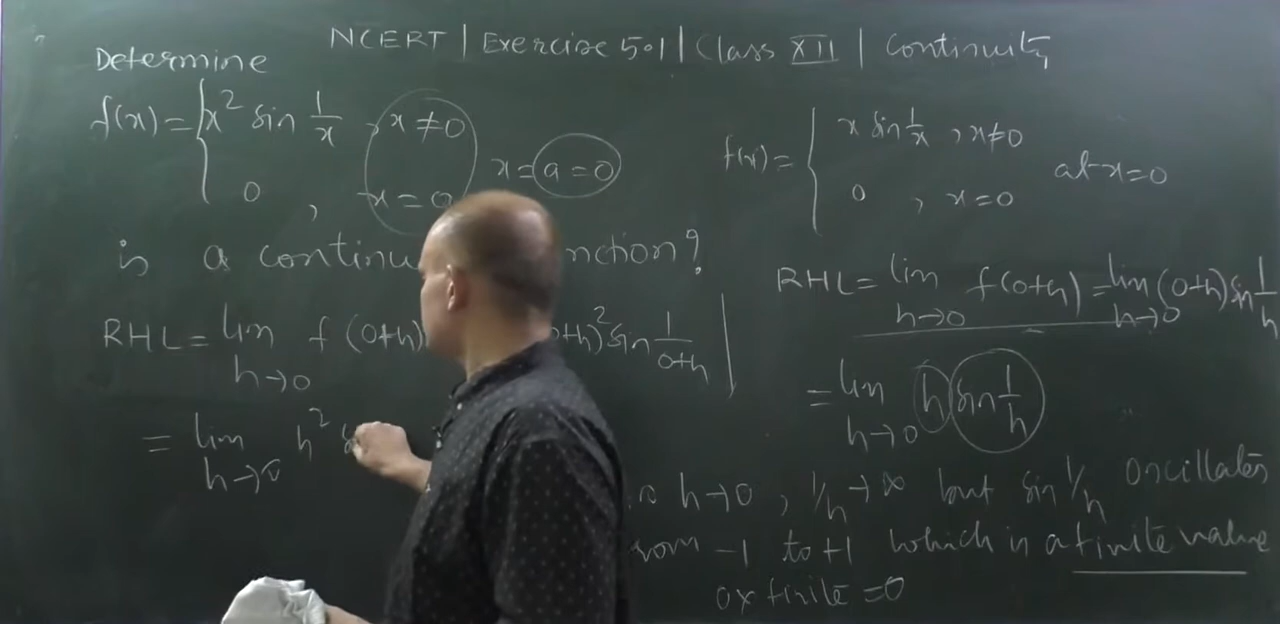 NCERT | Exercise 5.1 | Class XII | Continuity
Determine
f(x) = { x² sin 1/x , x ≠ 0
0 , x = 0
x = a = 0
is a continu nction?
RHL = lim h→0 f(0+h) 0+h)² sin 1/0+h
= lim h→0 h² s
f(x) = { x sin 1/x , x ≠ 0
0 , x = 0
at x = 0
RHL = lim h→0 f(0+h) = lim h→0 (0+h) sin 1/h
= lim h→0 h sin 1/h
h→0 , 1/h → ∞ but sin 1/h oscillates
rom -1 to +1 which is a finite value
0 x finite = 0